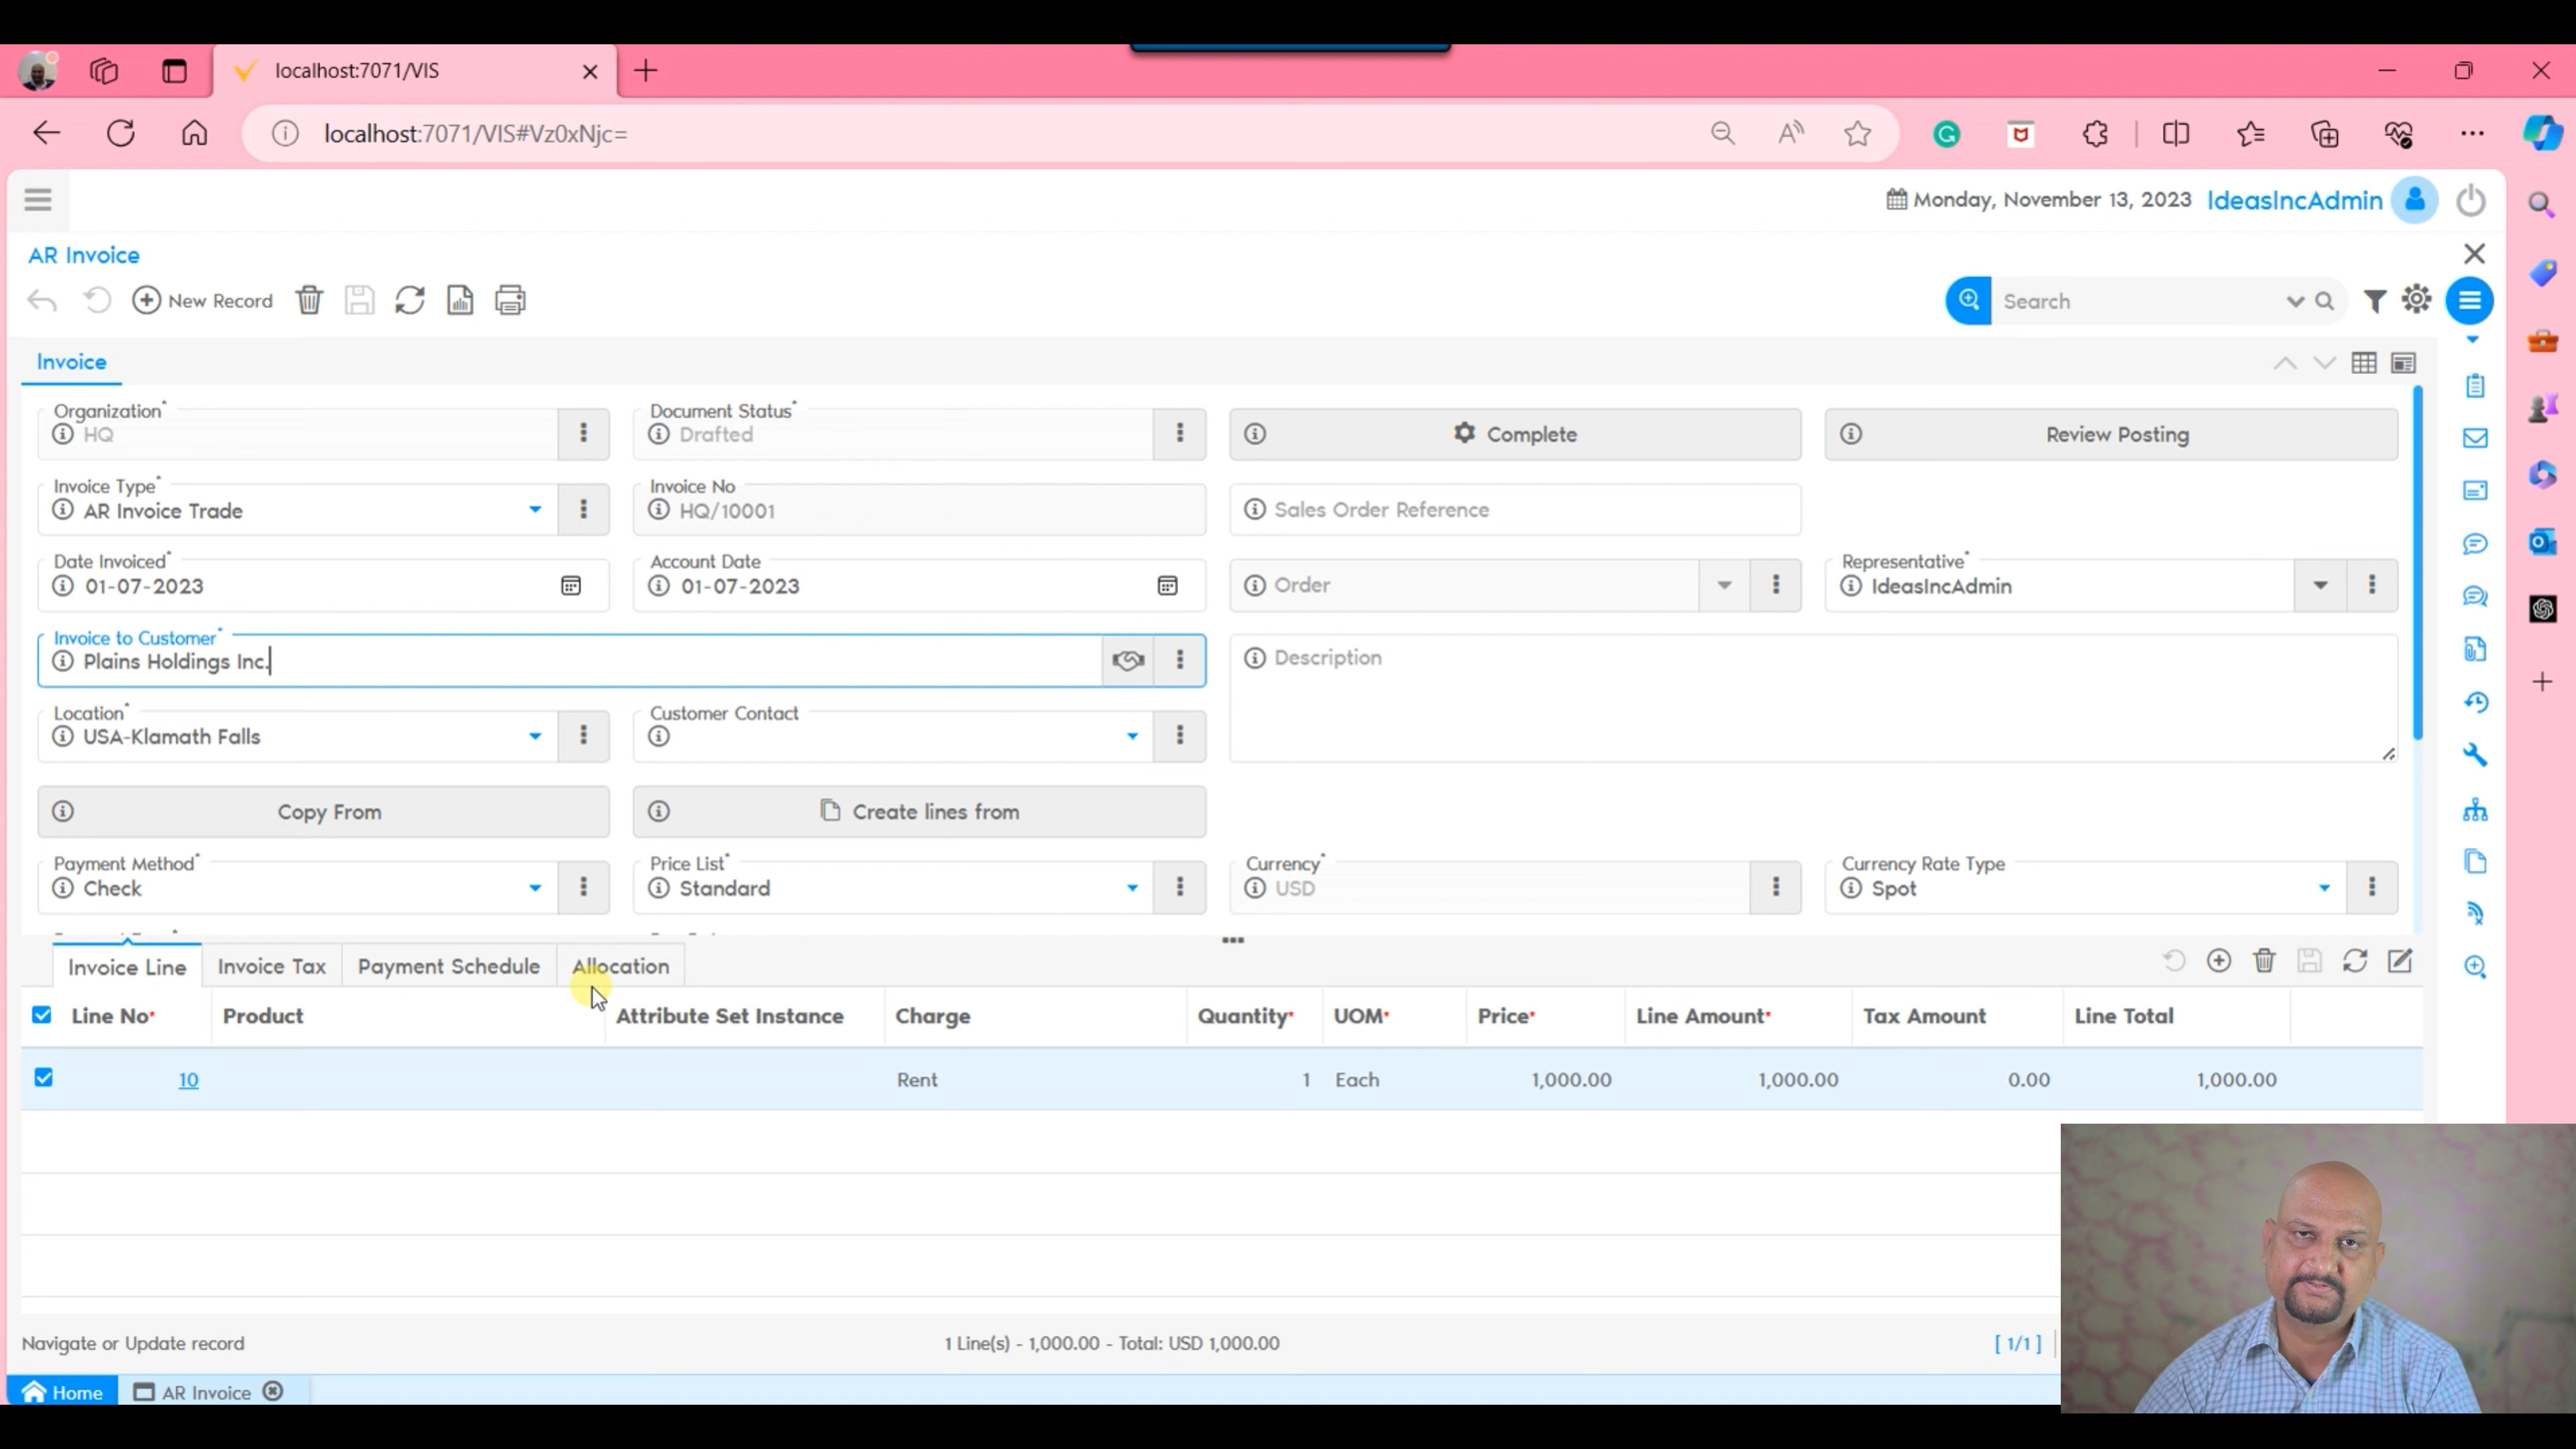 localhost:7071/VIS
localhost:7071/VIS#Vz0xNjc=
Monday, November 13, 2023 IdeasIncAdmin
AR Invoice
New Record
Search
Invoice
Organization* Document Status*
HQ Drafted Complete Review Posting
Invoice Type* Invoice No
AR Invoice Trade HQ/10001 Sales Order Reference
Date Invoiced* Account Date Representative*
01-07-2023 01-07-2023 Order IdeasIncAdmin
Invoice to Customer*
Plains Holdings Inc. Description
Location* Customer Contact
USA-Klamath Falls
Copy From Create lines from
Payment Method* Price List* Currency* Currency Rate Type
Check Standard USD Spot
Invoice Line Invoice Tax Payment Schedule Allocation
Line No* Product Attribute Set Instance Charge Quantity* UOM* Price* Line Amount* Tax Amount Line Total
10 Rent 1 Each 1,000.00 1,000.00 0.00 1,000.00
Navigate or Update record 1 Line(s) - 1,000.00 - Total: USD 1,000.00 [ 1/1 ]
Home AR Invoice